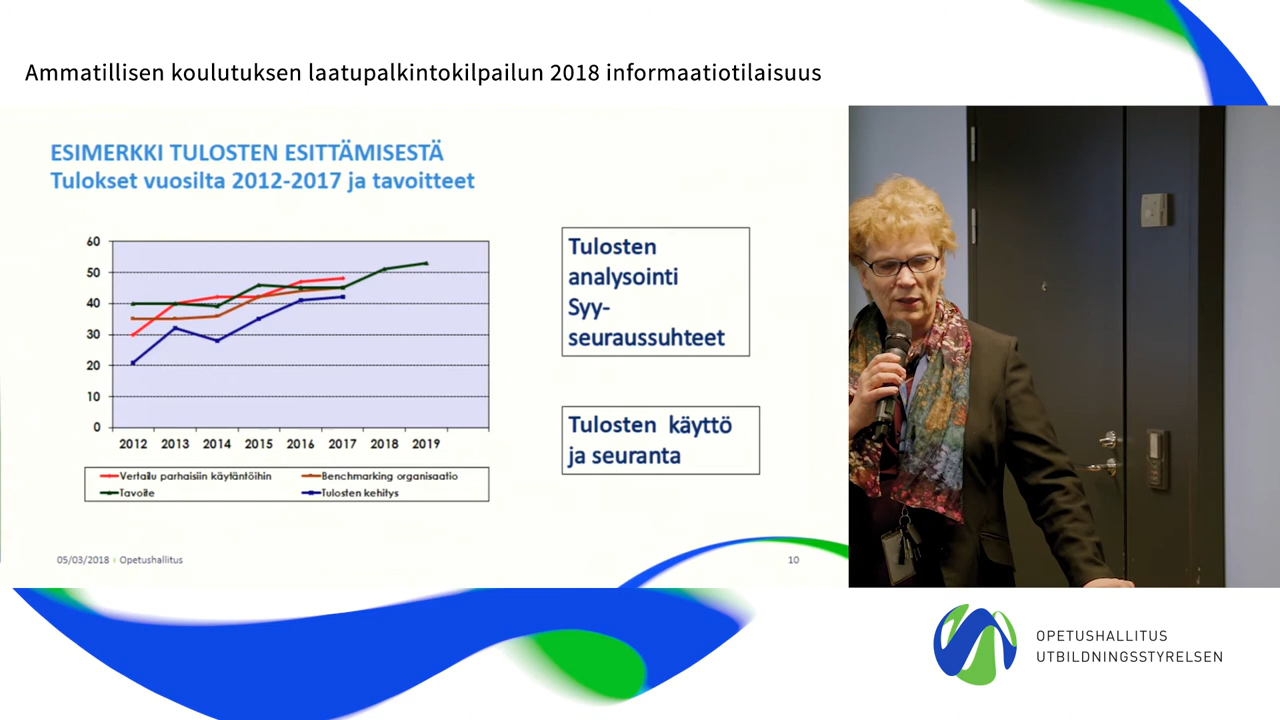 Ammatillisen koulutuksen laatupalkintokilpailun 2018 informaatiotilaisuus
ESIMERKKI TULOSTEN ESITTÄMISESTÄ
Tulokset vuosilta 2012-2017 ja tavoitteet
60
50
40
30
20
10
0
2012 2013 2014 2015 2016 2017 2018 2019
Vertailu parhaisiin käytäntöihin
Benchmarking organisaatio
Tavoite
Tulosten kehitys
Tulosten
analysointi
Syy-
seuraussuhteet
Tulosten käyttö
ja seuranta
05/03/2018 Opetushallitus
10
OPETUSHALLITUS
UTBILDNINGSSTYRELSEN